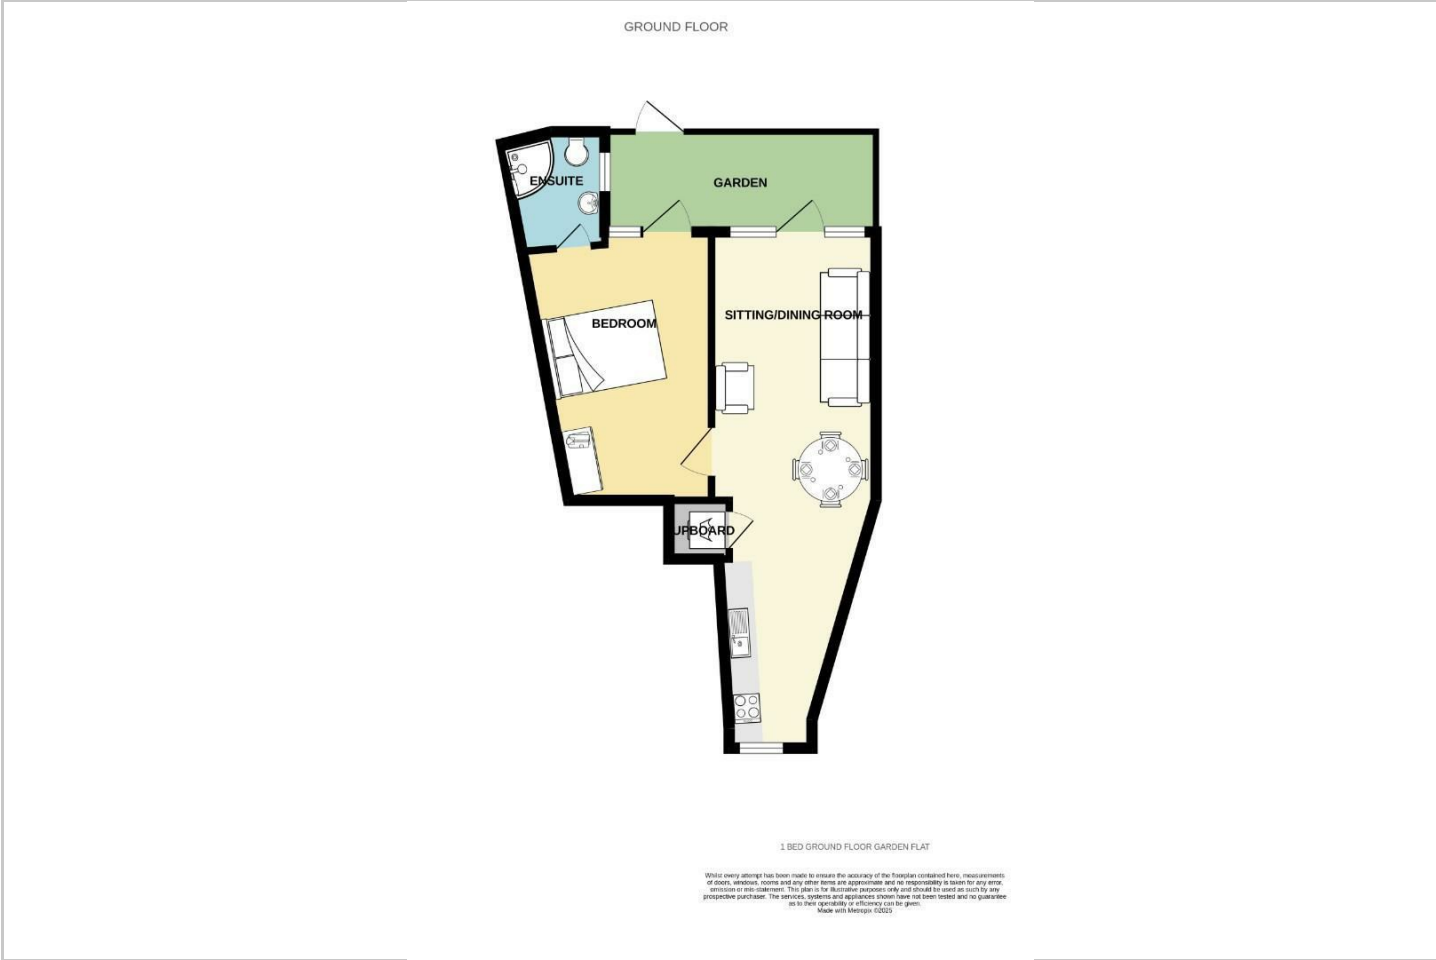 GROUND FLOOR
ENSUITE
GARDEN
BEDROOM
SITTING/DINING ROOM
UPBOARD
1 BED GROUND FLOOR GARDEN FLAT
Whilst every attempt has been made to ensure the accuracy of the floorplan contained here, measurements
of doors, windows, rooms and any other items are approximate and no responsibility is taken for any error,
omission or mis-statement. This plan is for illustrative purposes only and should be used as such by any
prospective purchaser. The services, systems and appliances shown have not been tested and no guarantee
as to their operability or efficiency can be given.
Made with Metropix ©2025